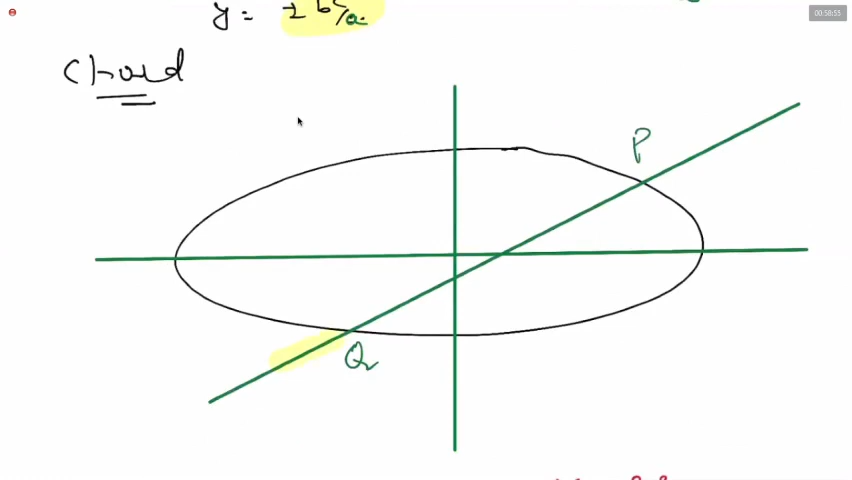 00:58:55
y = ± b²/a
Chord
P
Q